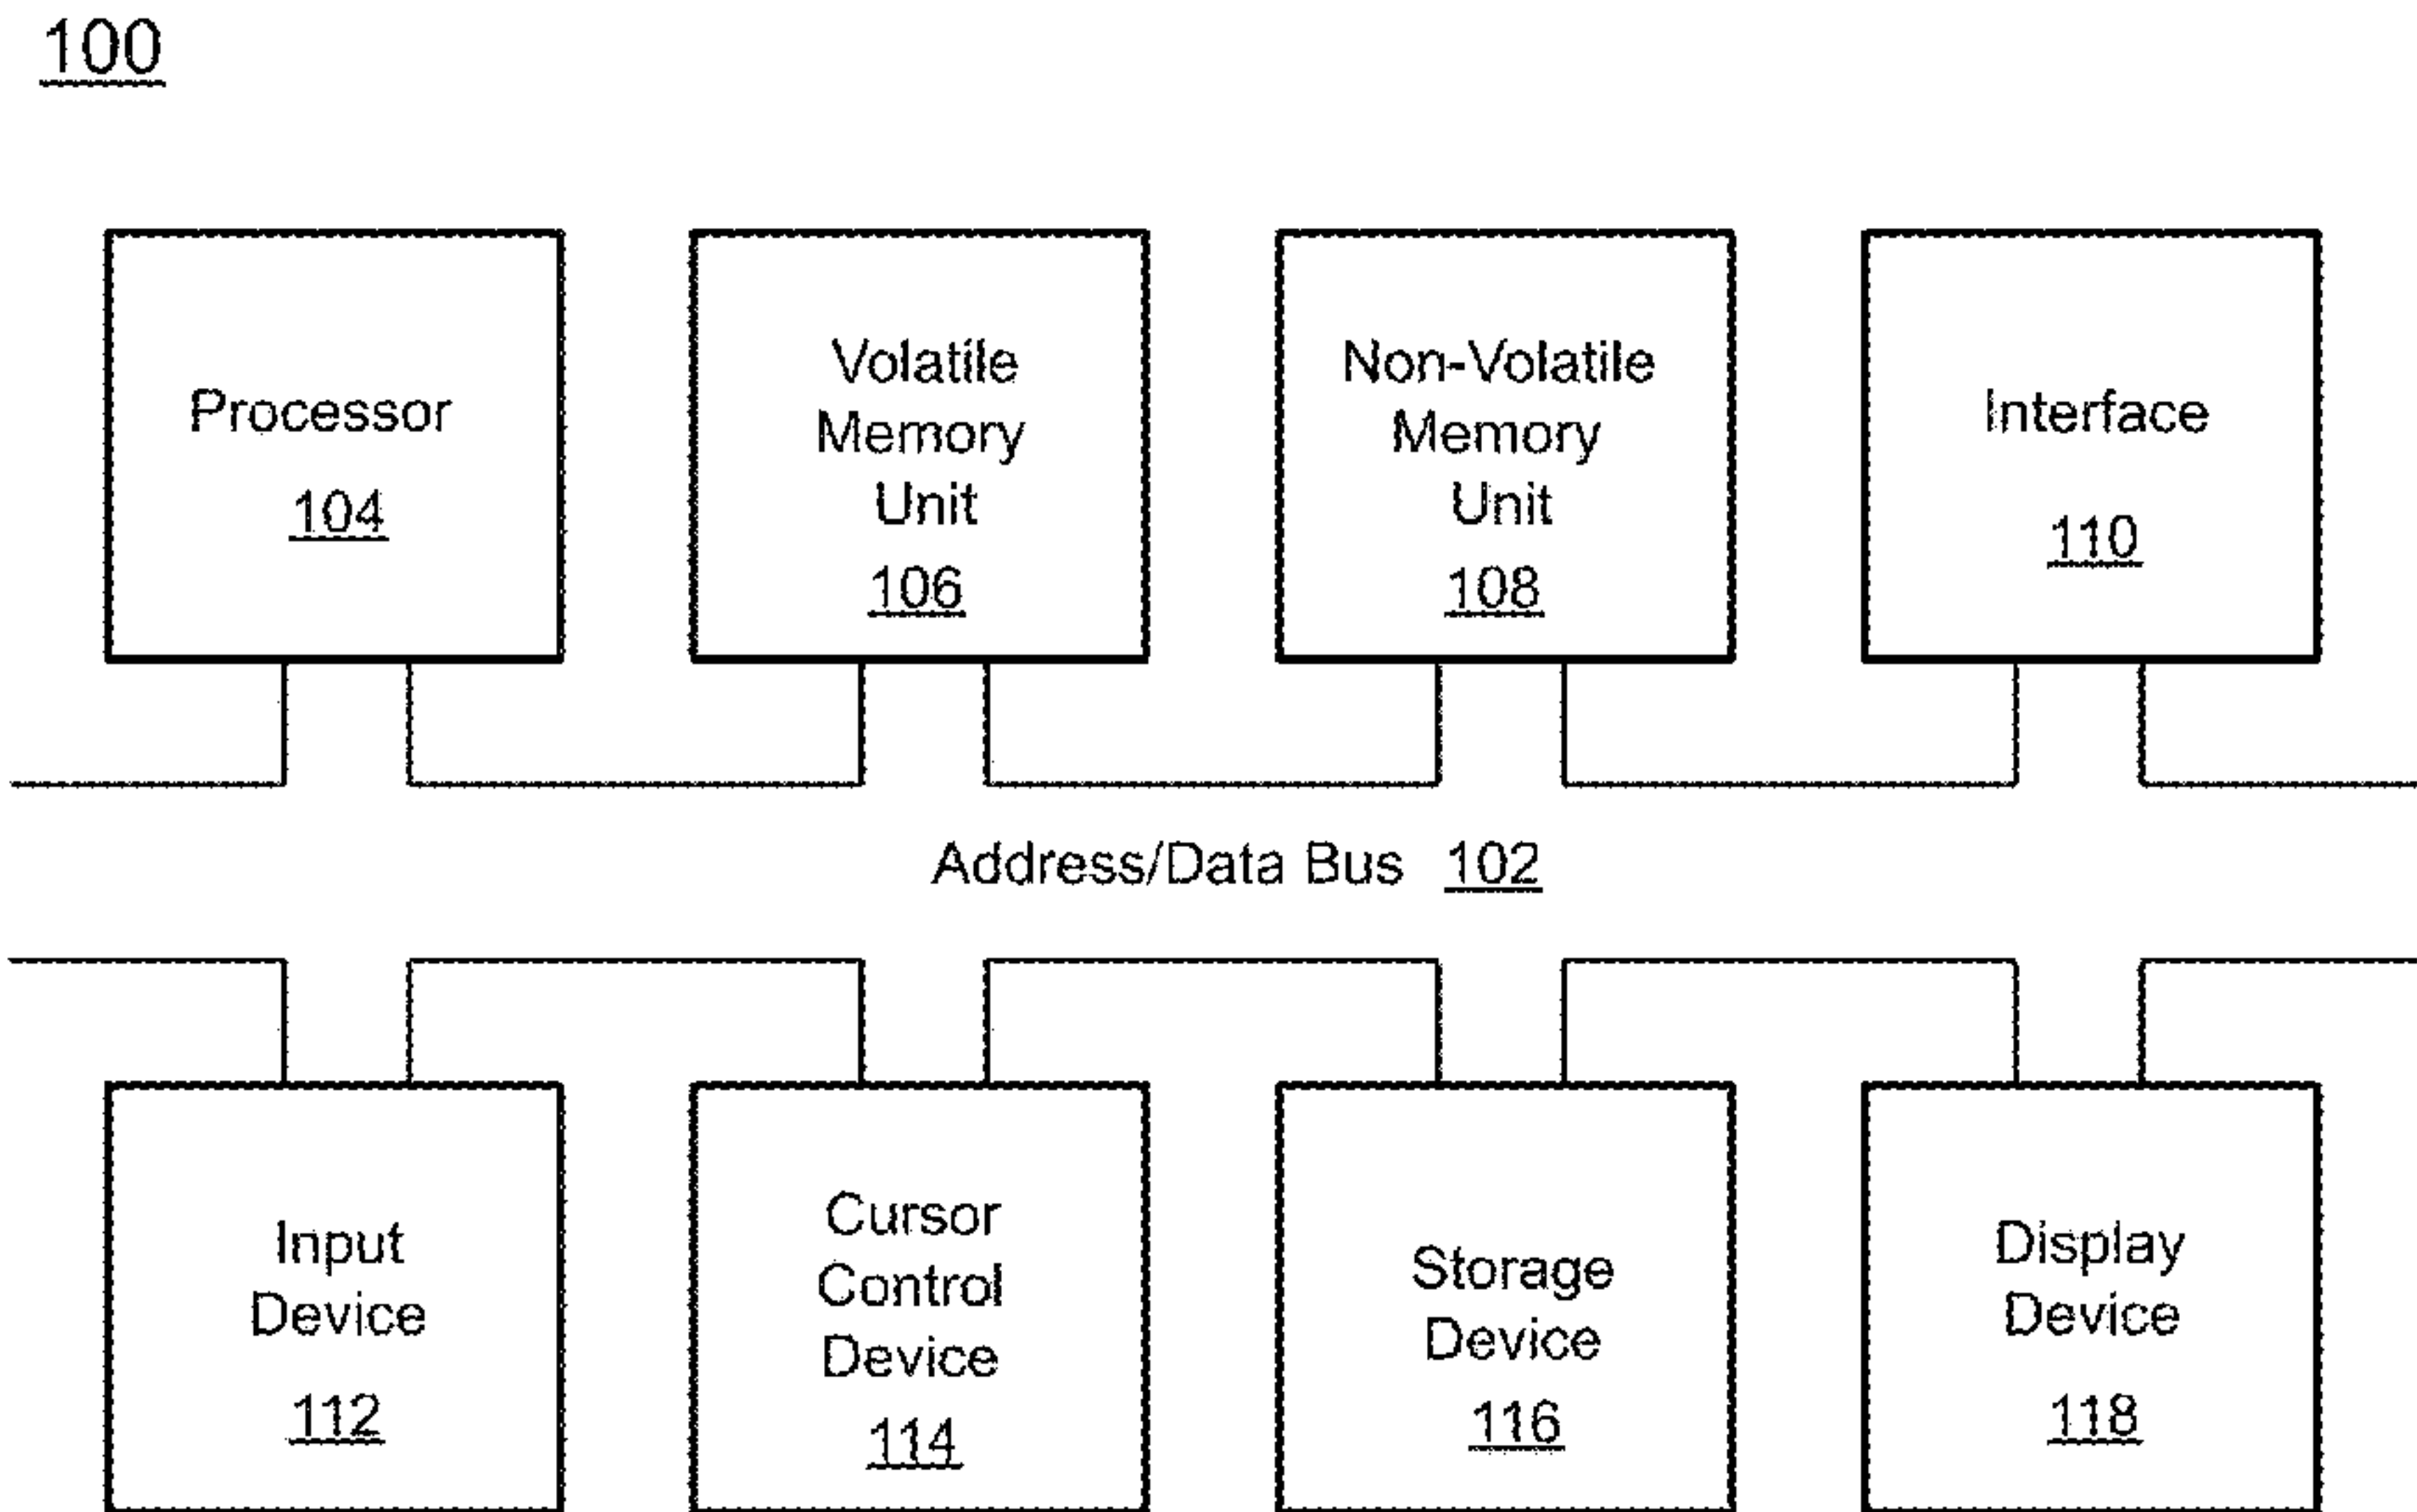 100
Processor
104
Volatile
Memory
Unit
106
Non-Volatile
Memory
Unit
108
Interface
110
Address/Data Bus 102
Input
Device
112
Cursor
Control
Device
114
Storage
Device
116
Display
Device
118